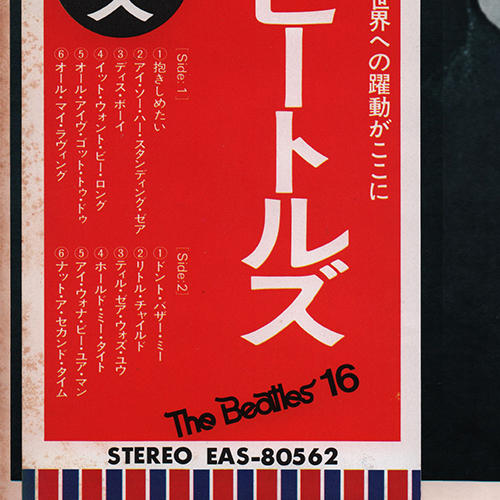 世界への躍動がここに
ビートルズ
[Side:1]
①抱きしめたい
②アイ・ソー・ハー・スタンディング・ゼア
③ディス・ボーイ
④イット・ウォント・ビー・ロング
⑤オール・アイヴ・ゴット・トゥ・ドゥ
⑥オール・マイ・ラヴィング
[Side:2]
①ドント・バザー・ミー
②リトル・チャイルド
③ティル・ゼア・ウォズ・ユウ
④ホールド・ミー・タイト
⑤アイ・ウォナ・ビー・ユア・マン
⑥ナット・ア・セカンド・タイム
The Beatles 16
STEREO EAS-80562